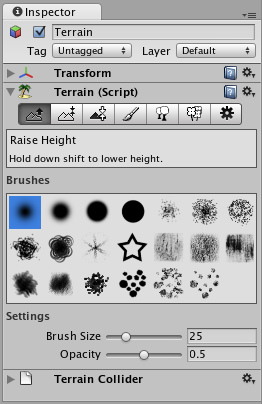 Inspector
Terrain
Tag Untagged Layer Default
Transform
Terrain (Script)
Raise Height
Hold down shift to lower height.
Brushes
Settings
Brush Size 25
Opacity 0.5
Terrain Collider